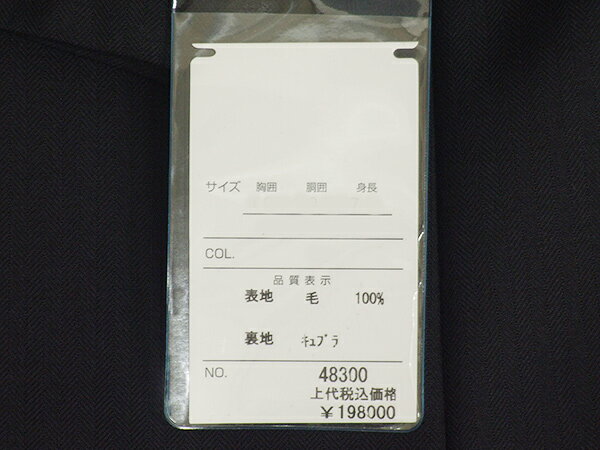 サイズ 胸囲 胴囲 身長
COL.
品質表示
表地 毛 100%
裏地 ｷｭﾌﾟﾗ
NO. 48300
上代税込価格
￥198000